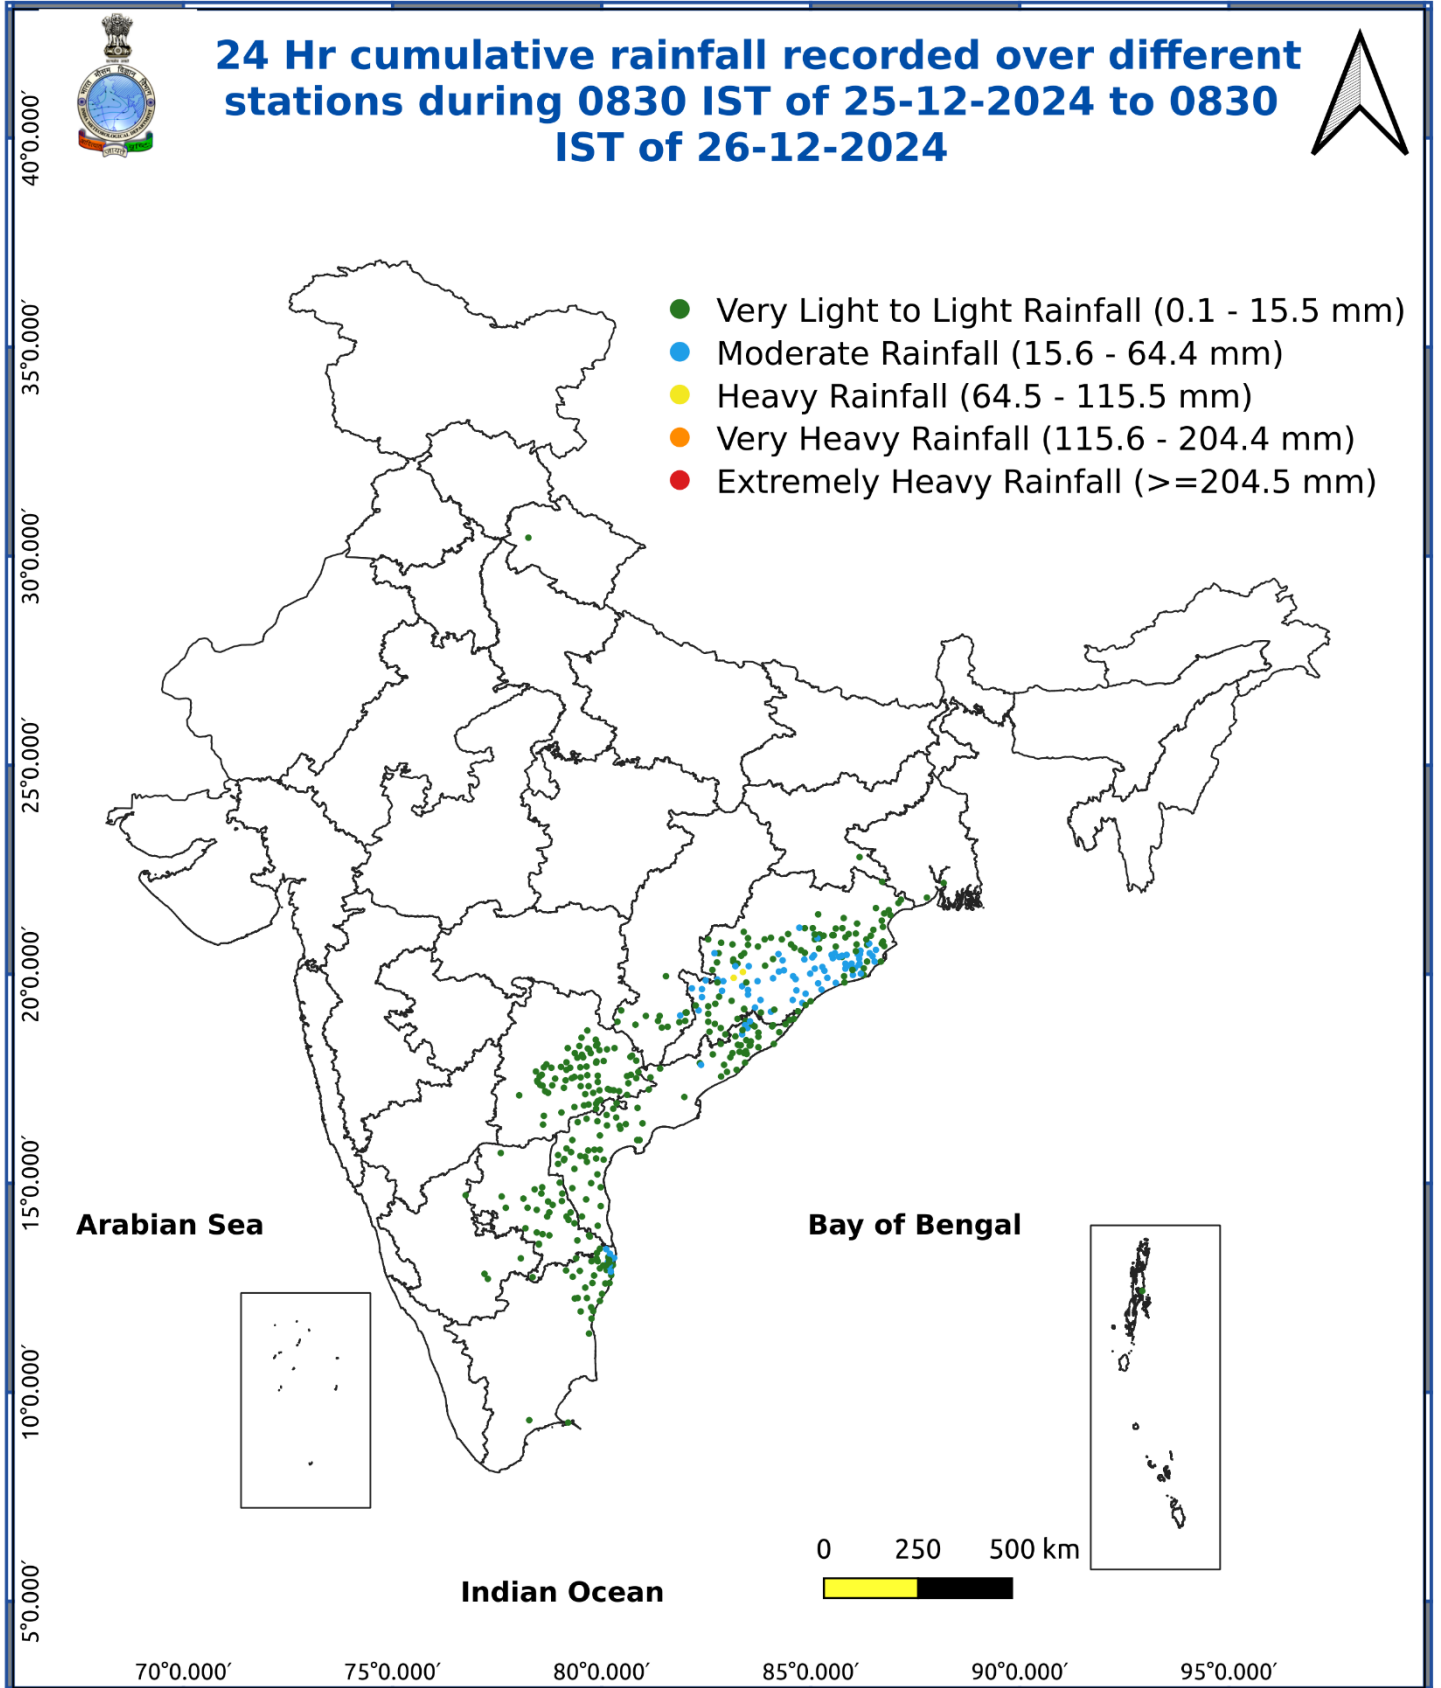 24 Hr cumulative rainfall recorded over different
stations during 0830 IST of 25-12-2024 to 0830
IST of 26-12-2024
Very Light to Light Rainfall (0.1 - 15.5 mm)
Moderate Rainfall (15.6 - 64.4 mm)
Heavy Rainfall (64.5 - 115.5 mm)
Very Heavy Rainfall (115.6 - 204.4 mm)
Extremely Heavy Rainfall (>=204.5 mm)
40°0.000′
35°0.000′
30°0.000′
25°0.000′
20°0.000′
15°0.000′
10°0.000′
5°0.000′
Arabian Sea
Bay of Bengal
Indian Ocean
0 250 500 km
70°0.000′ 75°0.000′ 80°0.000′ 85°0.000′ 90°0.000′ 95°0.000′